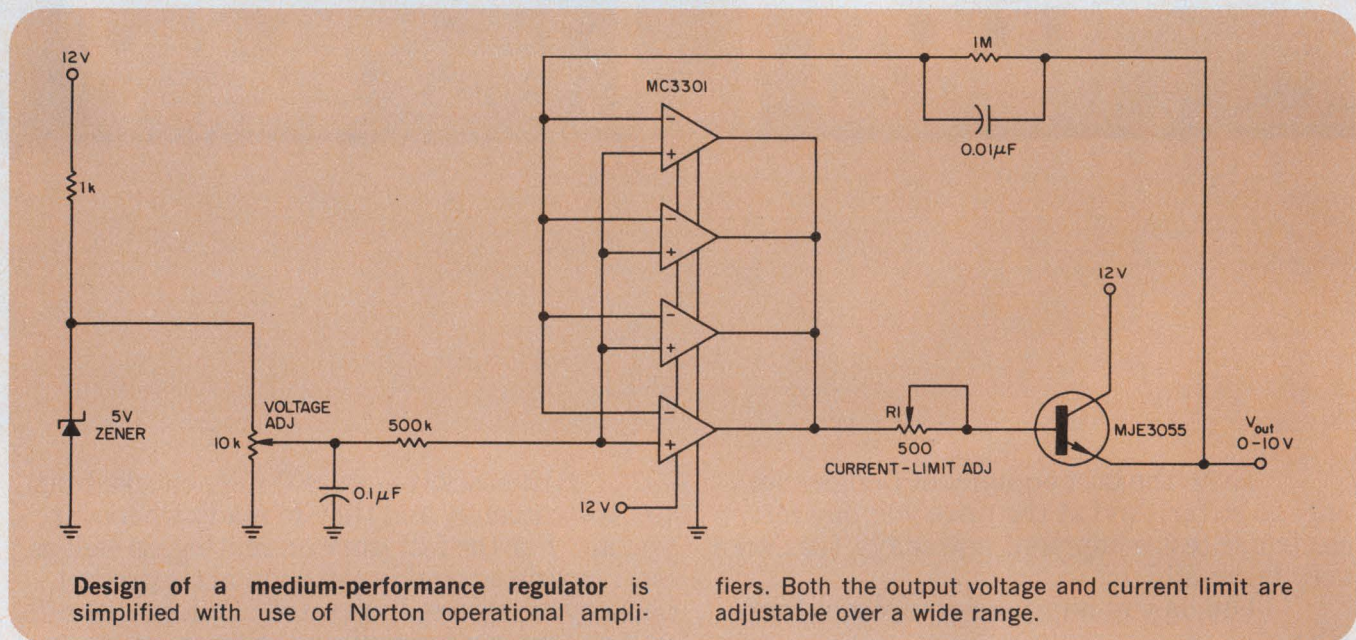 12V
1k
5V
ZENER
VOLTAGE
ADJ
10k
0.1μF
500k
MC3301
−
+
−
+
−
+
−
+
12V
1M
0.01μF
R1
500
CURRENT-LIMIT ADJ
12V
MJE3055
Vout
0-10V
Design of a medium-performance regulator is
simplified with use of Norton operational ampli-
fiers. Both the output voltage and current limit are
adjustable over a wide range.